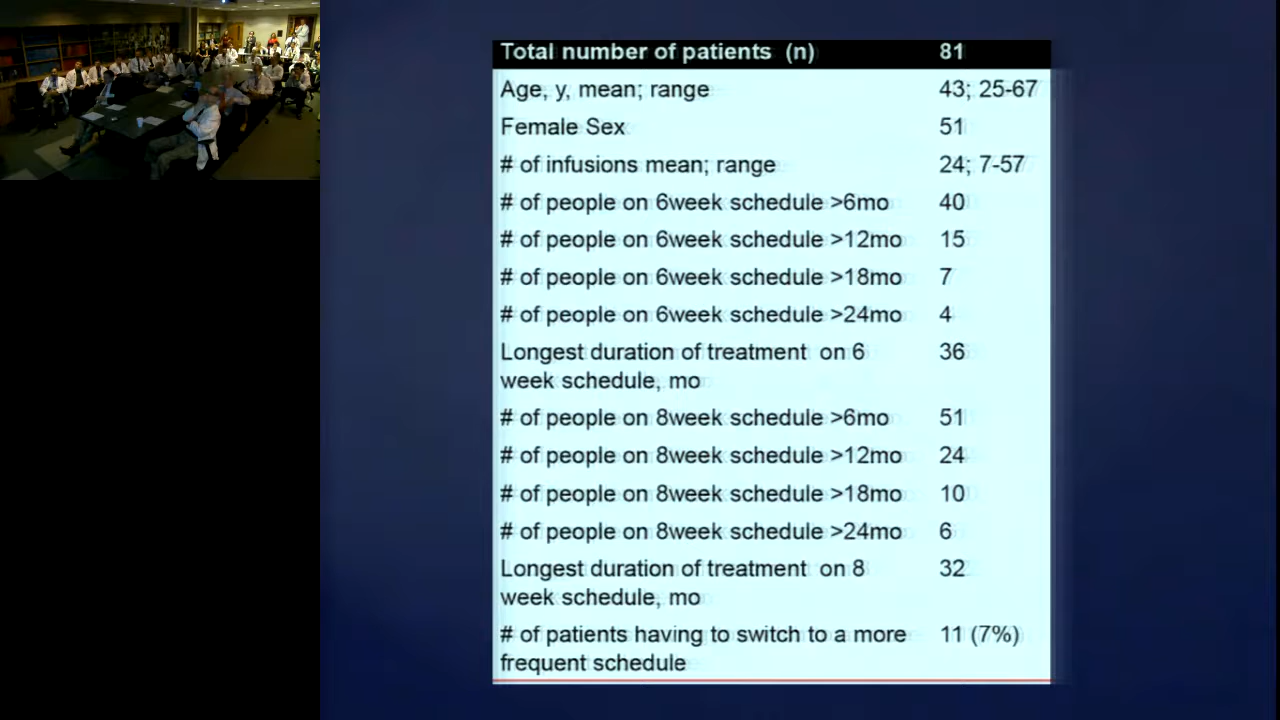 Total number of patients (n) 81
Age, y, mean; range 43; 25-67
Female Sex 51
# of infusions mean; range 24; 7-57
# of people on 6week schedule >6mo 40
# of people on 6week schedule >12mo 15
# of people on 6week schedule >18mo 7
# of people on 6week schedule >24mo 4
Longest duration of treatment on 6 36
week schedule, mo
# of people on 8week schedule >6mo 51
# of people on 8week schedule >12mo 24
# of people on 8week schedule >18mo 10
# of people on 8week schedule >24mo 6
Longest duration of treatment on 8 32
week schedule, mo
# of patients having to switch to a more 11 (7%)
frequent schedule